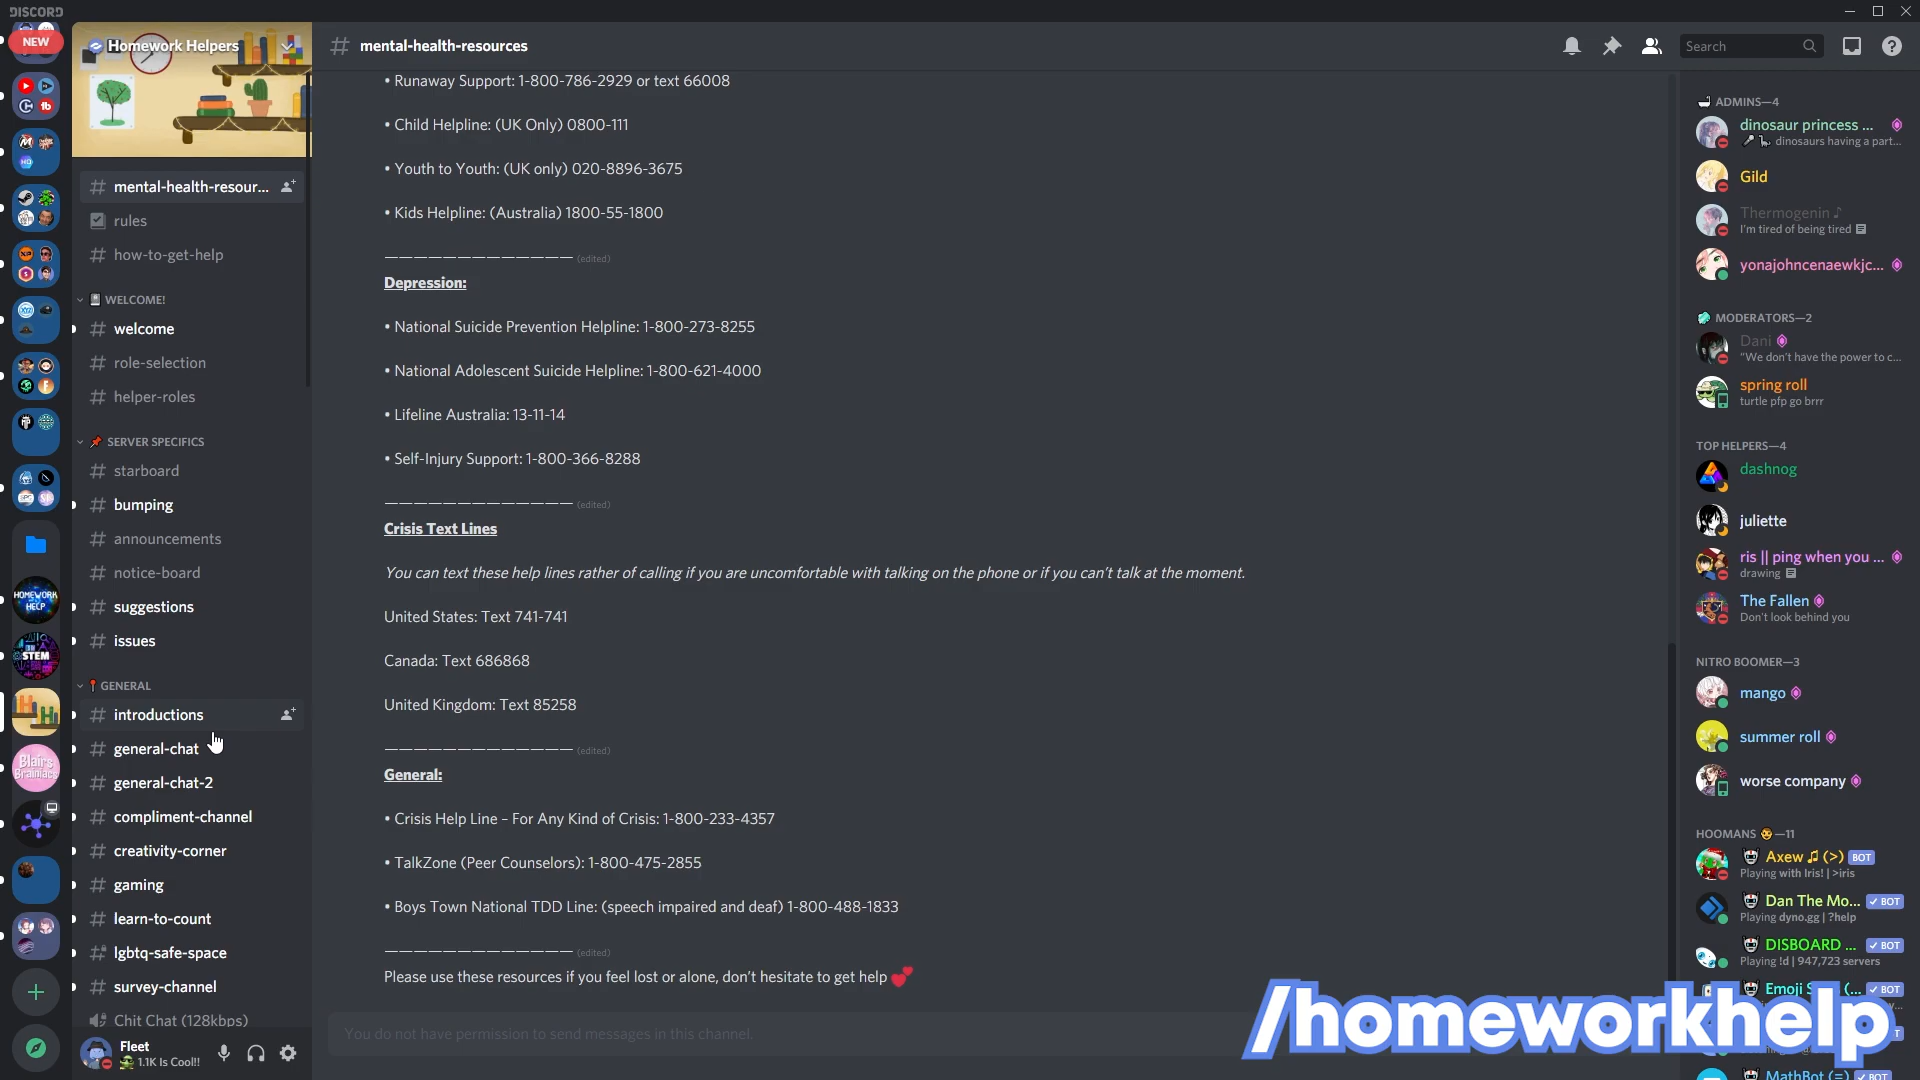 DISCORD
NEW
Homework Helpers
mental-health-resources
Search
mental-health-resour...
rules
how-to-get-help
WELCOME!
welcome
role-selection
helper-roles
SERVER SPECIFICS
starboard
bumping
announcements
notice-board
suggestions
issues
GENERAL
introductions
general-chat
general-chat-2
compliment-channel
creativity-corner
gaming
learn-to-count
lgbtq-safe-space
survey-channel
Chit Chat (128kbps)
HOMEWORK
HELP
STEM
Blairs
Brainiacs
Fleet
1.1K Is Cool!!
• Runaway Support: 1-800-786-2929 or text 66008
• Child Helpline: (UK Only) 0800-111
• Youth to Youth: (UK only) 020-8896-3675
• Kids Helpline: (Australia) 1800-55-1800
————————————— (edited)
Depression:
• National Suicide Prevention Helpline: 1-800-273-8255
• National Adolescent Suicide Helpline: 1-800-621-4000
• Lifeline Australia: 13-11-14
• Self-Injury Support: 1-800-366-8288
————————————— (edited)
Crisis Text Lines
You can text these help lines rather of calling if you are uncomfortable with talking on the phone or if you can't talk at the moment.
United States: Text 741-741
Canada: Text 686868
United Kingdom: Text 85258
————————————— (edited)
General:
• Crisis Help Line – For Any Kind of Crisis: 1-800-233-4357
• TalkZone (Peer Counselors): 1-800-475-2855
• Boys Town National TDD Line: (speech impaired and deaf) 1-800-488-1833
————————————— (edited)
Please use these resources if you feel lost or alone, don't hesitate to get help 💕
You do not have permission to send messages in this channel.
ADMINS—4
dinosaur princess ...
dinosaurs having a part...
Gild
Thermogenin ♪
I'm tired of being tired
yonajohncenaewkjc...
MODERATORS—2
Dani
"We don't have the power to c...
spring roll
turtle pfp go brrr
TOP HELPERS—4
dashnog
juliette
ris || ping when you ...
drawing
The Fallen
Don't look behind you
NITRO BOOMER—3
mango
summer roll
worse company
HOOMANS —11
Axew ♫ (>) BOT
Playing with Iris! | >iris
Dan The Mo... ✓ BOT
Playing dyno.gg | ?help
DISBOARD ... ✓ BOT
Playing !d | 947,723 servers
Emoji (... ✓ BOT
MathBot (=) ✓ BOT
/homeworkhelp